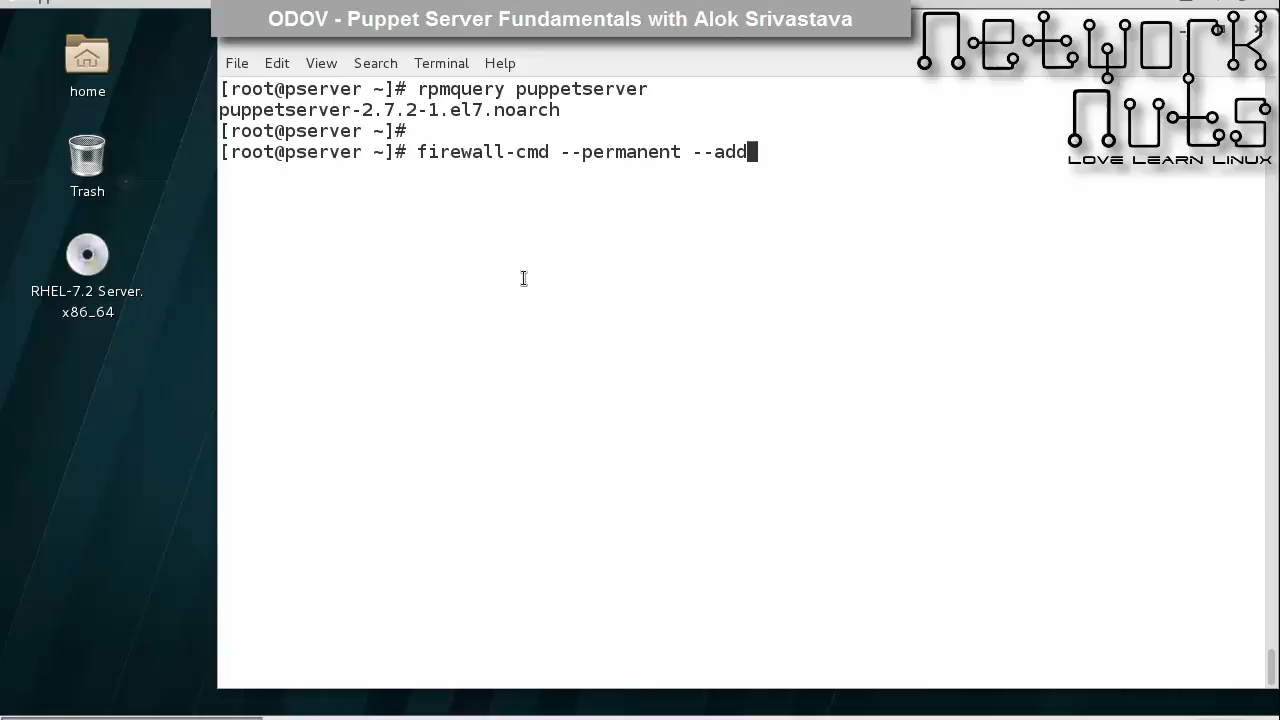 ODOV - Puppet Server Fundamentals with Alok Srivastava
Network
Nuts
LOVE LEARN LINUX
File Edit View Search Terminal Help
[root@pserver ~]# rpmquery puppetserver
puppetserver-2.7.2-1.el7.noarch
[root@pserver ~]#
[root@pserver ~]# firewall-cmd --permanent --add
home
Trash
RHEL-7.2 Server.
x86_64